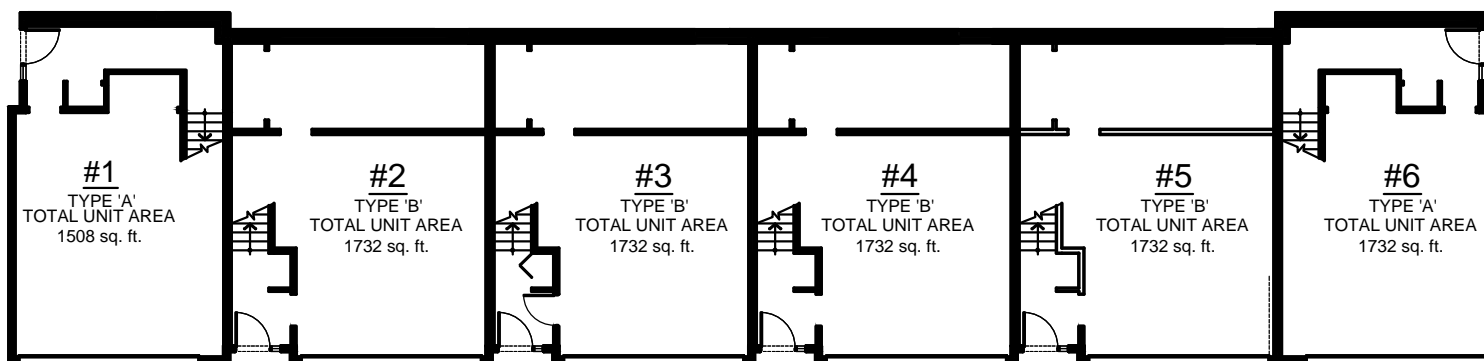 #1
TYPE 'A'
TOTAL UNIT AREA
1508 sq. ft.
#2
TYPE 'B'
TOTAL UNIT AREA
1732 sq. ft.
#3
TYPE 'B'
TOTAL UNIT AREA
1732 sq. ft.
#4
TYPE 'B'
TOTAL UNIT AREA
1732 sq. ft.
#5
TYPE 'B'
TOTAL UNIT AREA
1732 sq. ft.
#6
TYPE 'A'
TOTAL UNIT AREA
1732 sq. ft.